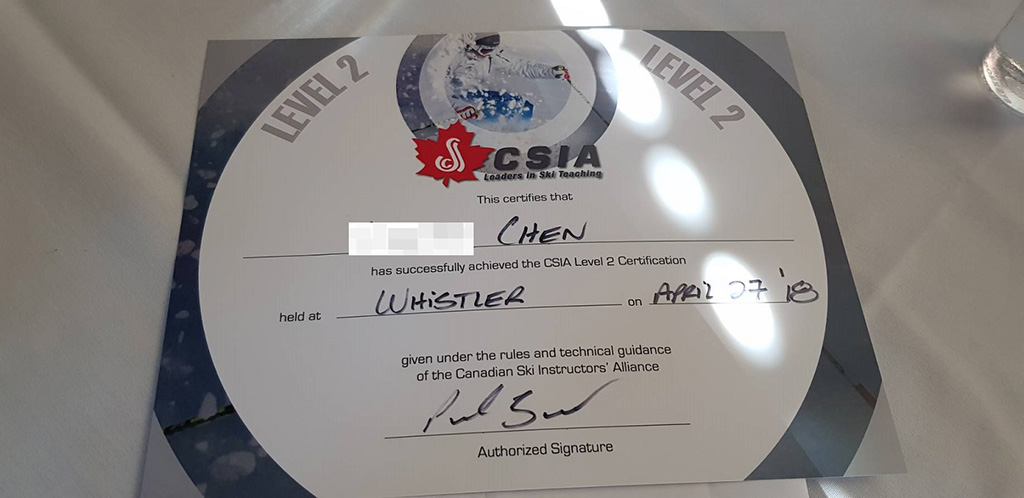 LEVEL 2
LEVEL 2
CSIA
Leaders in Ski Teaching
This certifies that
CHEN
has successfully achieved the CSIA Level 2 Certification
held at WHISTLER on APRIL 27 '18
given under the rules and technical guidance
of the Canadian Ski Instructors' Alliance
Authorized Signature